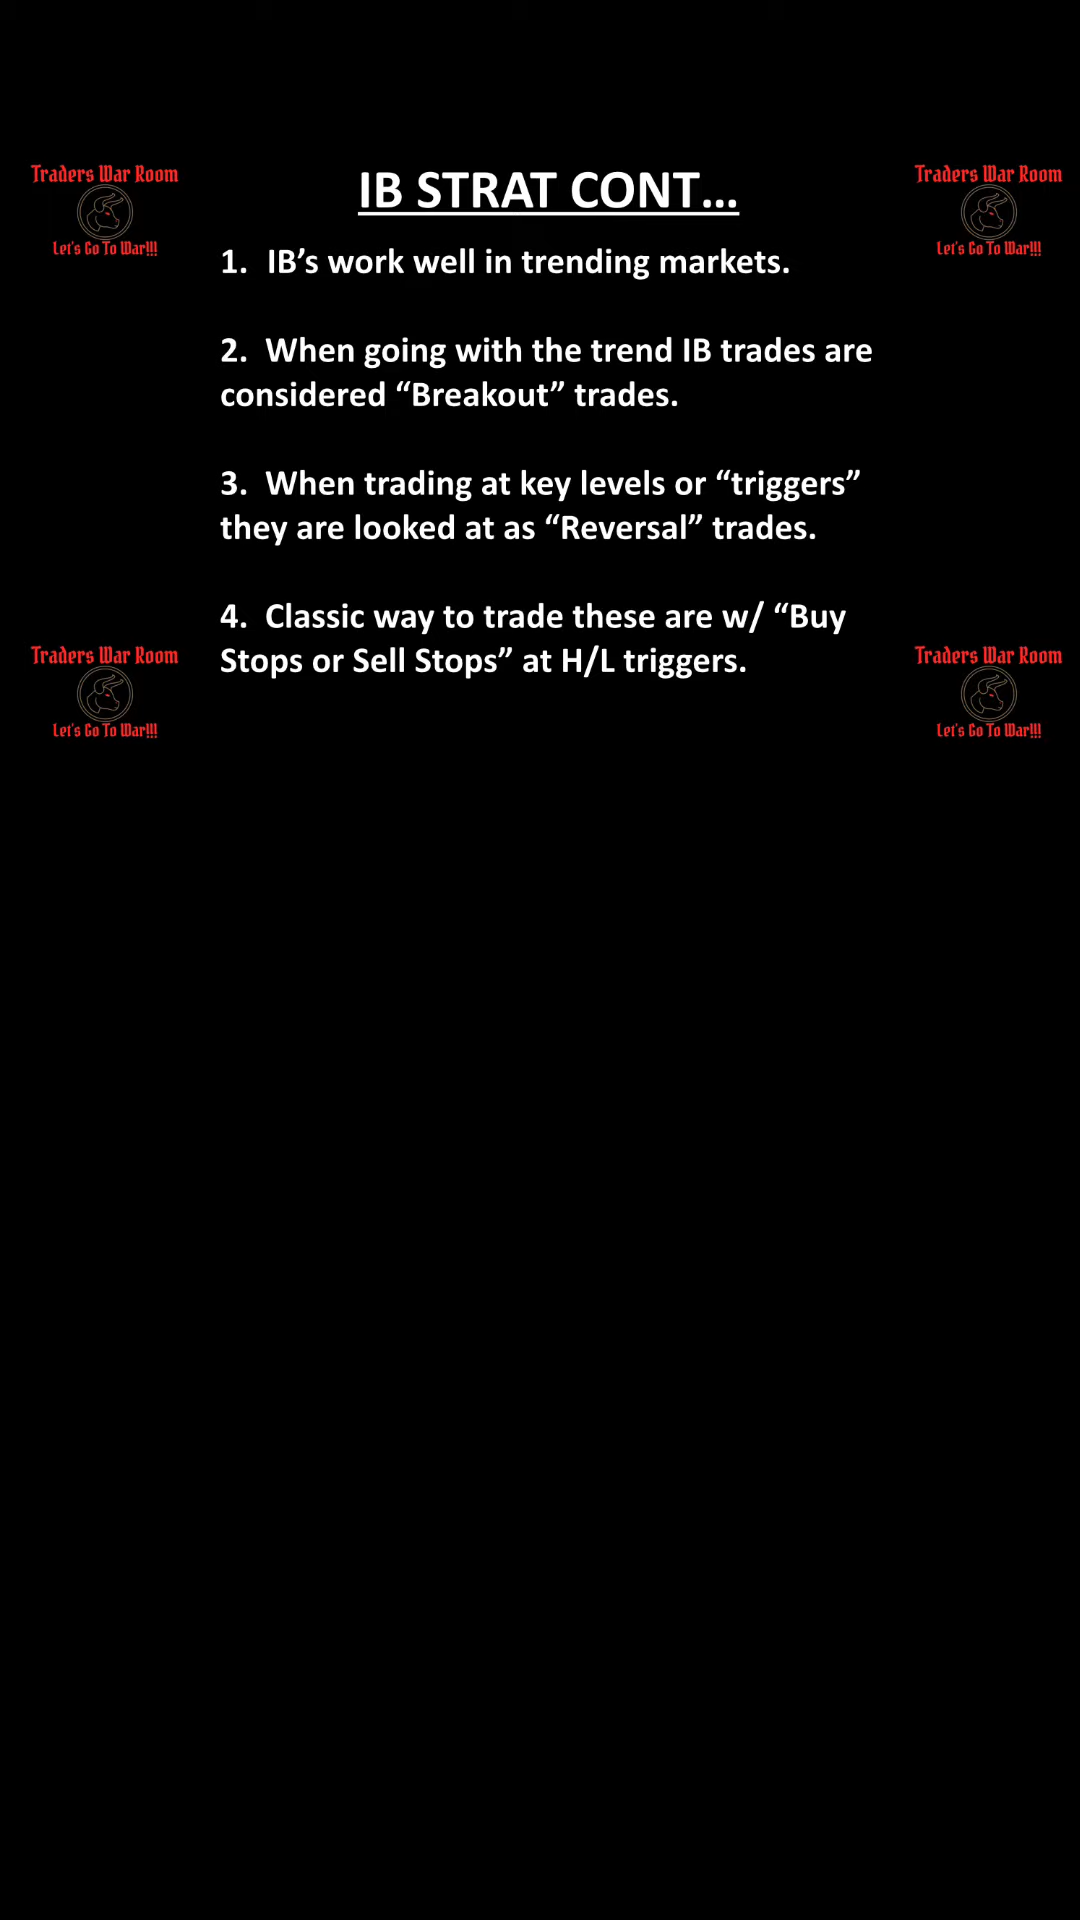 Traders War Room
Let's Go To War!!!
Traders War Room
Let's Go To War!!!
IB STRAT CONT...
1. IB’s work well in trending markets.
2. When going with the trend IB trades are
considered “Breakout” trades.
3. When trading at key levels or “triggers”
they are looked at as “Reversal” trades.
4. Classic way to trade these are w/ “Buy
Stops or Sell Stops” at H/L triggers.
Traders War Room
Let's Go To War!!!
Traders War Room
Let's Go To War!!!